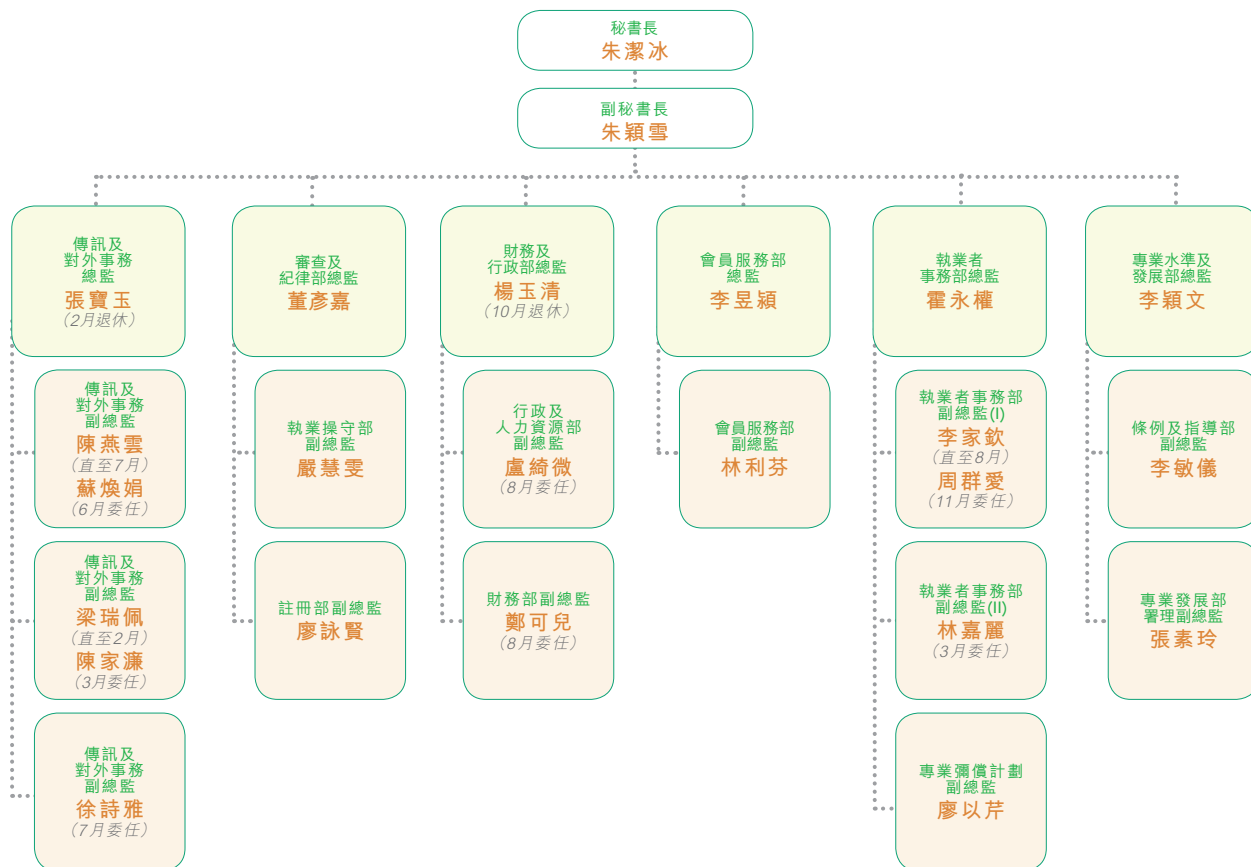 秘書長
朱潔冰
副秘書長
朱穎雪
傳訊及
對外事務
總監
張寶玉
(2月退休)
審查及
紀律部總監
董彥嘉
財務及
行政部總監
楊玉清
(10月退休)
會員服務部
總監
李昱潁
執業者
事務部總監
霍永權
專業水準及
發展部總監
李穎文
傳訊及
對外事務
副總監
陳燕雲
(直至7月)
蘇煥娟
(6月委任)
執業操守部
副總監
嚴慧雯
行政及
人力資源部
副總監
盧綺微
(8月委任)
會員服務部
副總監
林利芬
執業者事務部
副總監(I)
李家欽
(直至8月)
周群愛
(11月委任)
條例及指導部
副總監
李敏儀
傳訊及
對外事務
副總監
梁瑞佩
(直至2月)
陳家濂
(3月委任)
註冊部副總監
廖詠賢
財務部副總監
鄭可兒
(8月委任)
執業者事務部
副總監(II)
林嘉麗
(3月委任)
專業發展部
署理副總監
張素玲
傳訊及
對外事務
副總監
徐詩雅
(7月委任)
專業彌償計劃
副總監
廖以芹